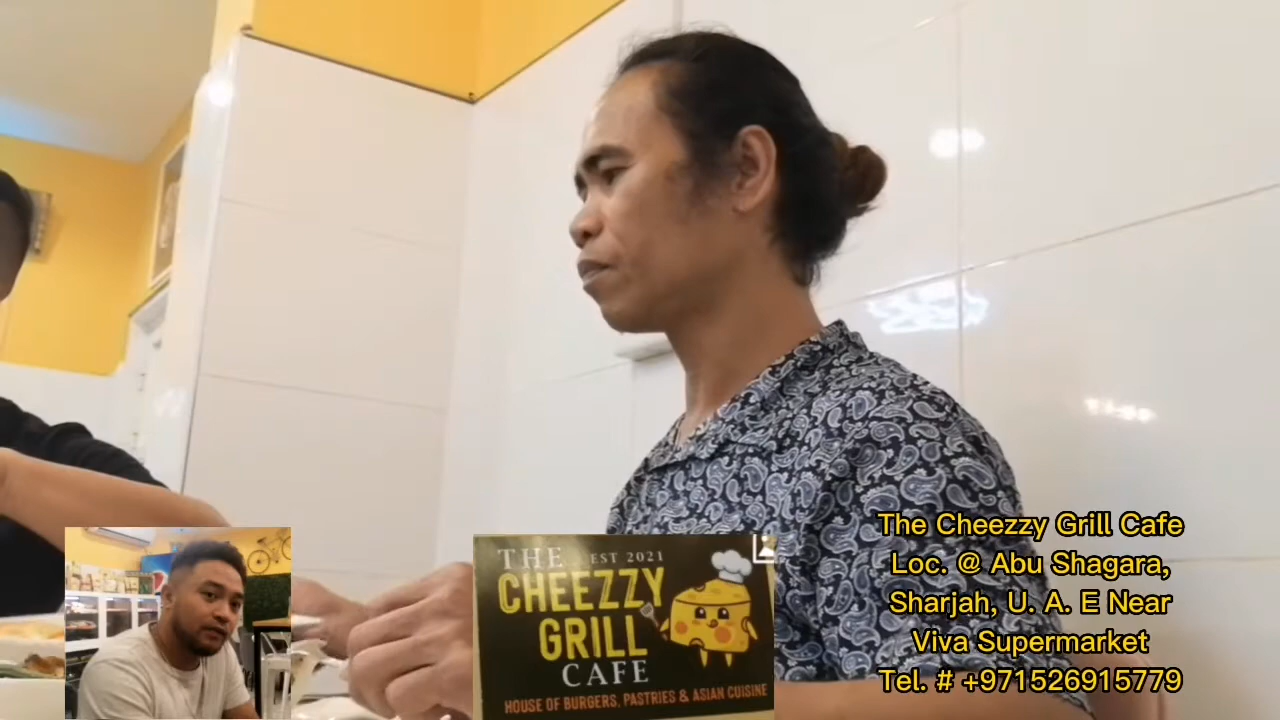 THE EST 2021
CHEEZZY
GRILL
CAFE
HOUSE OF BURGERS, PASTRIES & ASIAN CUISINE
The Cheezzy Grill Cafe
Loc. @ Abu Shagara,
Sharjah, U. A. E Near
Viva Supermarket
Tel. # +971526915779